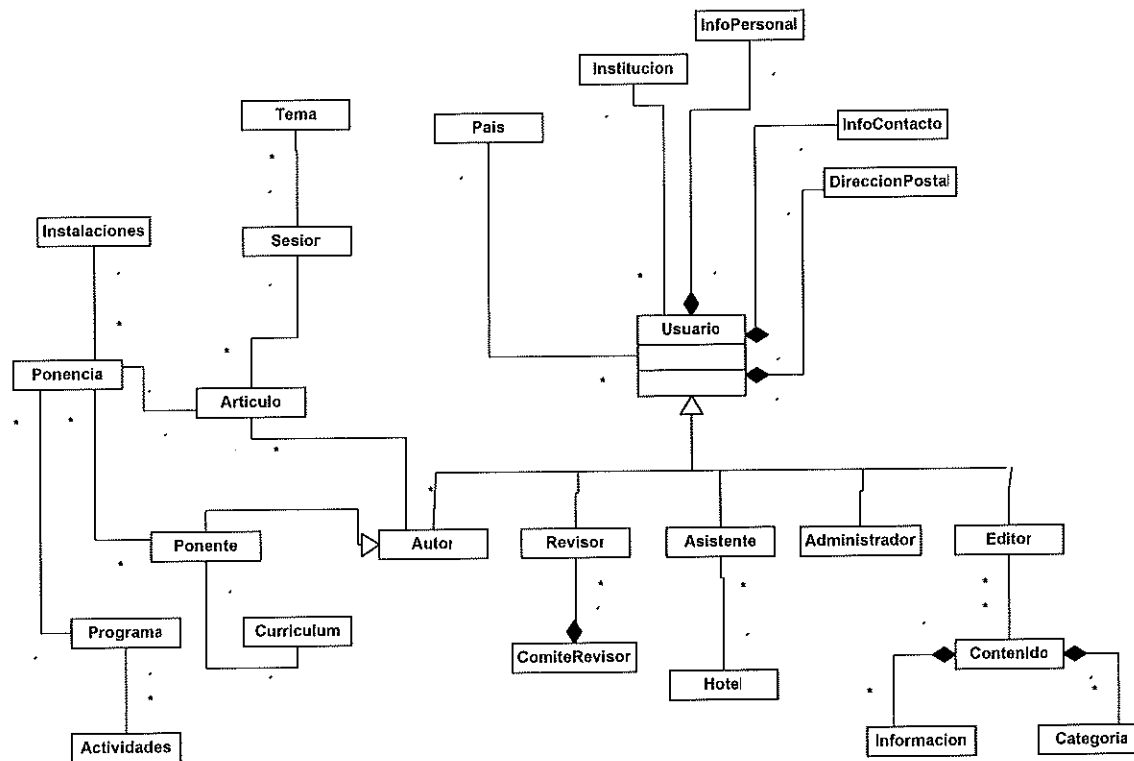 InfoPersonal
Institucion
Tema
Pais
InfoContacto
DireccionPostal
Instalaciones
Sesior
Usuario
Ponencia
Articulo
Ponente
Autor
Revisor
Asistente
Administrador
Editor
Programa
Curriculum
ComiteRevisor
Contenido
Hotel
Actividades
Informacion
Categoria